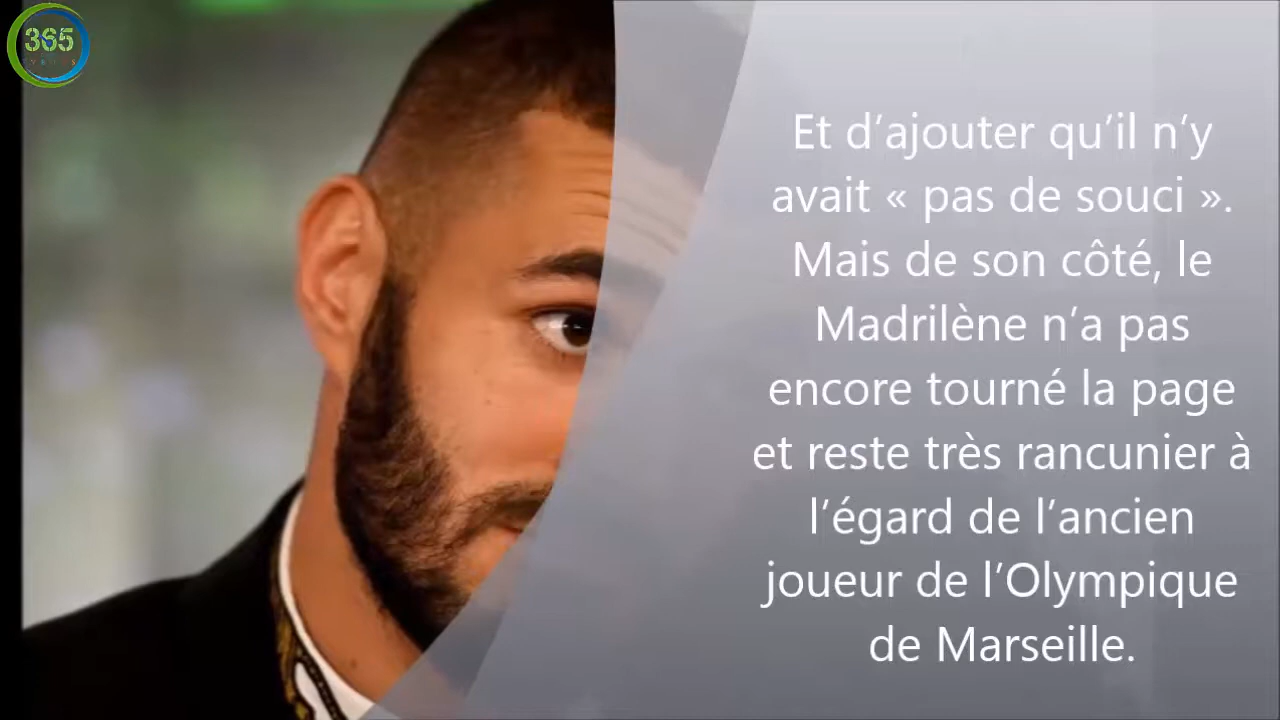 365
Et d’ajouter qu’il n’y
avait « pas de souci ».
Mais de son côté, le
Madrilène n’a pas
encore tourné la page
et reste très rancunier à
l’égard de l’ancien
joueur de l’Olympique
de Marseille.